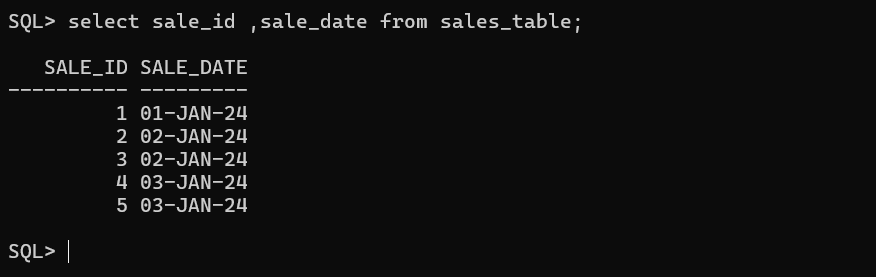 SQL> select sale_id ,sale_date from sales_table;
   SALE_ID SALE_DATE
---------- ---------
         1 01-JAN-24
         2 02-JAN-24
         3 02-JAN-24
         4 03-JAN-24
         5 03-JAN-24
SQL>